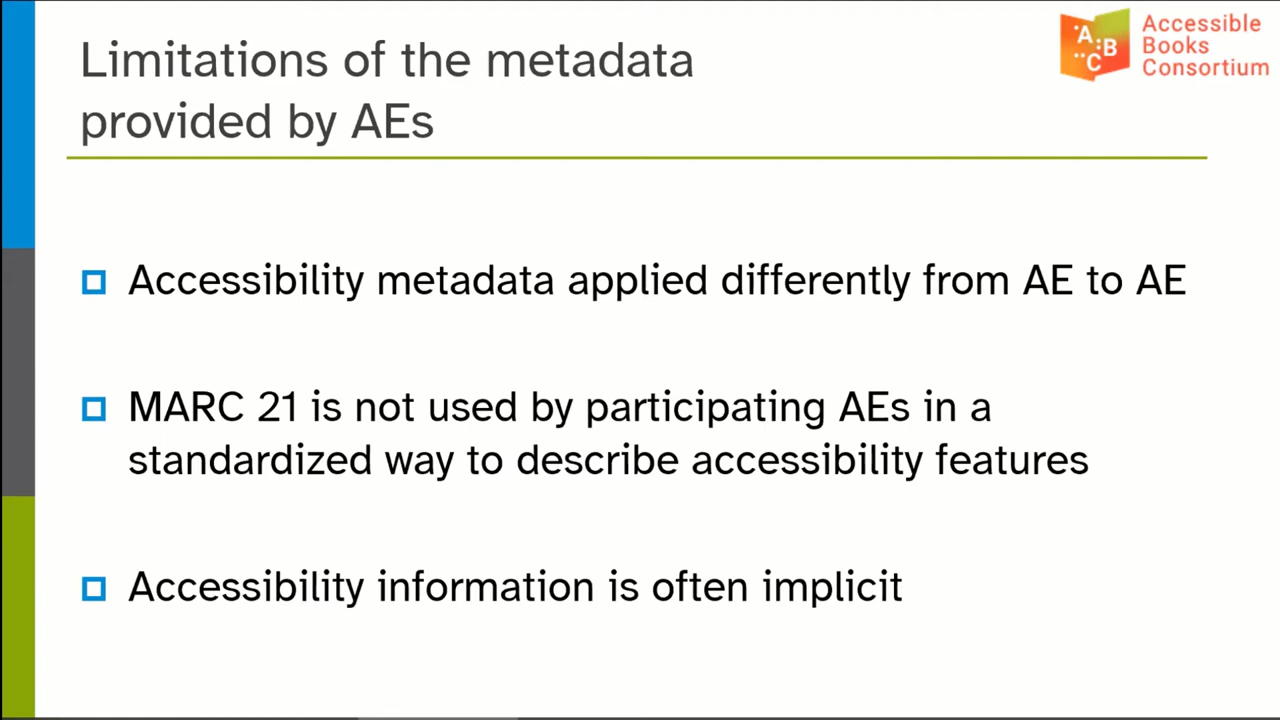 Limitations of the metadata
provided by AEs
A
B
C
Accessible
Books
Consortium
Accessibility metadata applied differently from AE to AE
MARC 21 is not used by participating AEs in a
standardized way to describe accessibility features
Accessibility information is often implicit